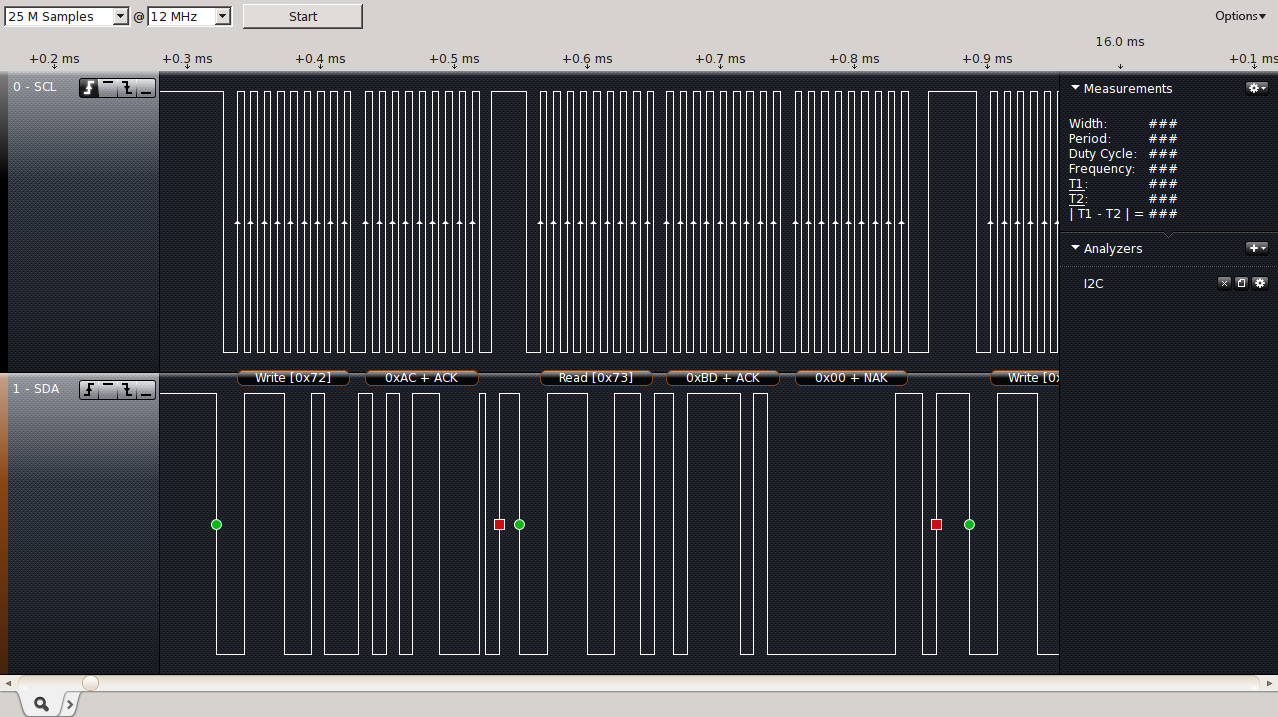 25 M Samples @ 12 MHz Start Options
16.0 ms
+0.2 ms +0.3 ms +0.4 ms +0.5 ms +0.6 ms +0.7 ms +0.8 ms +0.9 ms +0.1 ms
0 - SCL
Measurements
Width: ###
Period: ###
Duty Cycle: ###
Frequency: ###
T1: ###
T2: ###
| T1 - T2 | = ###
Analyzers
I2C
1 - SDA
Write [0x72] 0xAC + ACK Read [0x73] 0xBD + ACK 0x00 + NAK Write [0x